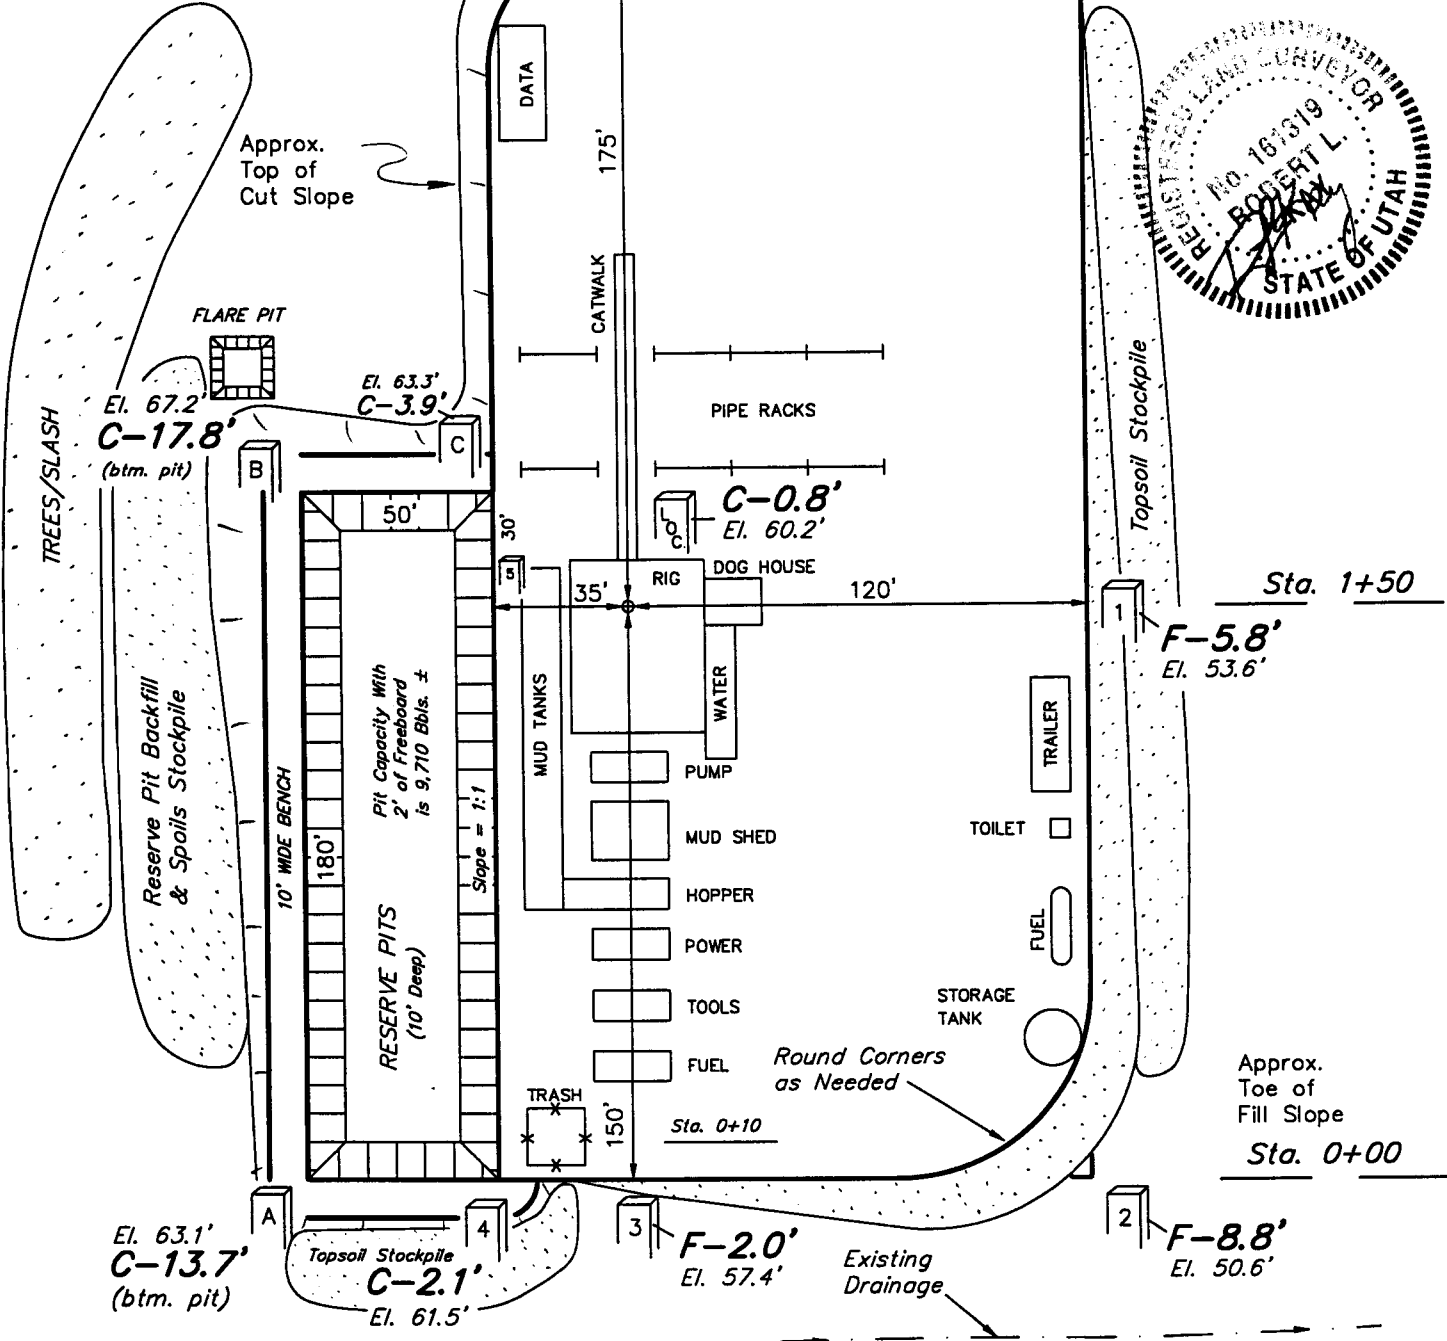 DATA
175'
REGISTERED LAND SURVEYOR
No. 161319
ROBERT L.
STATE OF UTAH
Approx.
Top of
Cut Slope
CATWALK
FLARE PIT
El. 63.3'
C-3.9'
El. 67.2'
C-17.8'
(btm. pit)
TREES/SLASH
B
C
PIPE RACKS
Topsoil Stockpile
50'
30'
LOC.
C-0.8'
El. 60.2'
5
RIG
DOG HOUSE
35'
120'
Sta. 1+50
1
F-5.8'
El. 53.6'
Reserve Pit Backfill
& Spoils Stockpile
10' WIDE BENCH
180'
Pit Capacity With
2' of Freeboard
is 9,710 Bbls. ±
Slope = 1:1
RESERVE PITS
(10' Deep)
MUD TANKS
WATER
TRAILER
PUMP
MUD SHED
TOILET
HOPPER
POWER
FUEL
TOOLS
STORAGE
TANK
FUEL
Round Corners
as Needed
TRASH
150'
Sta. 0+10
Approx.
Toe of
Fill Slope
Sta. 0+00
A
4
3
2
El. 63.1'
C-13.7'
(btm. pit)
Topsoil Stockpile
C-2.1'
El. 61.5'
F-2.0'
El. 57.4'
Existing
Drainage
F-8.8'
El. 50.6'